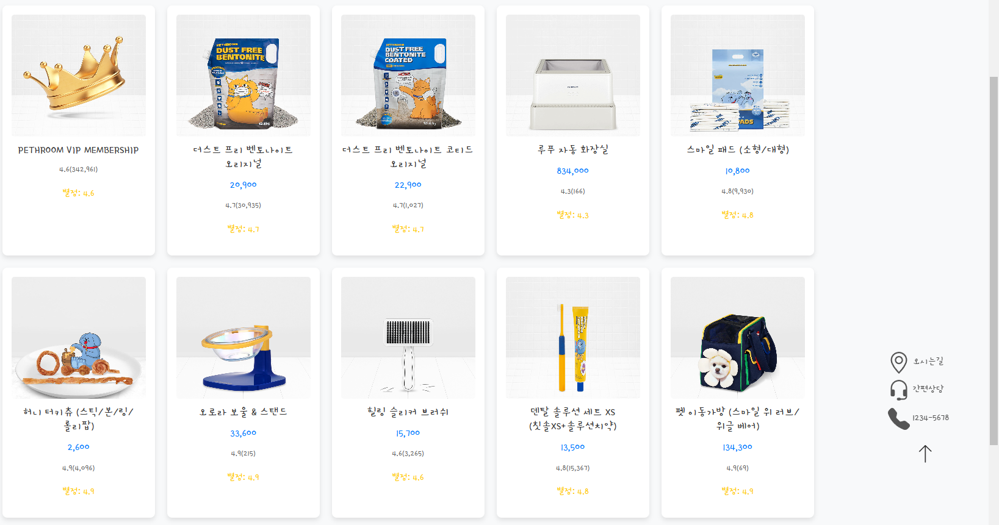 PETHROOM
DUST FREE
BENTONITE
13.6kg
PETHROOM
DUST FREE
BENTONITE
COATED
13.6kg
PETHROOM
PADS
PETHROOM VIP MEMBERSHIP
4.6(342,961)
별점: 4.6
더스트 프리 벤토나이트
오리지널
20,900
4.7(30,935)
별점: 4.7
더스트 프리 벤토나이트 코티드
오리지널
22,900
4.7(1,027)
별점: 4.7
루푸 자동 화장실
834,000
4.3(166)
별점: 4.3
스마일 패드 (소형/대형)
10,800
4.8(9,930)
별점: 4.8
허니 터키츄 (스틱/본/링/
롤리팝)
2,600
4.9(4,096)
별점: 4.9
오로라 보울 & 스탠드
33,600
4.9(215)
별점: 4.9
힐링 슬리커 브러쉬
15,700
4.6(3,265)
별점: 4.6
덴탈 솔루션 세트 XS
(칫솔XS+솔루션치약)
13,500
4.8(15,367)
별점: 4.8
펫 이동가방 (스마일 위 러브/
위글 베어)
134,300
4.9(69)
별점: 4.9
오시는길
간편상담
1234-5678